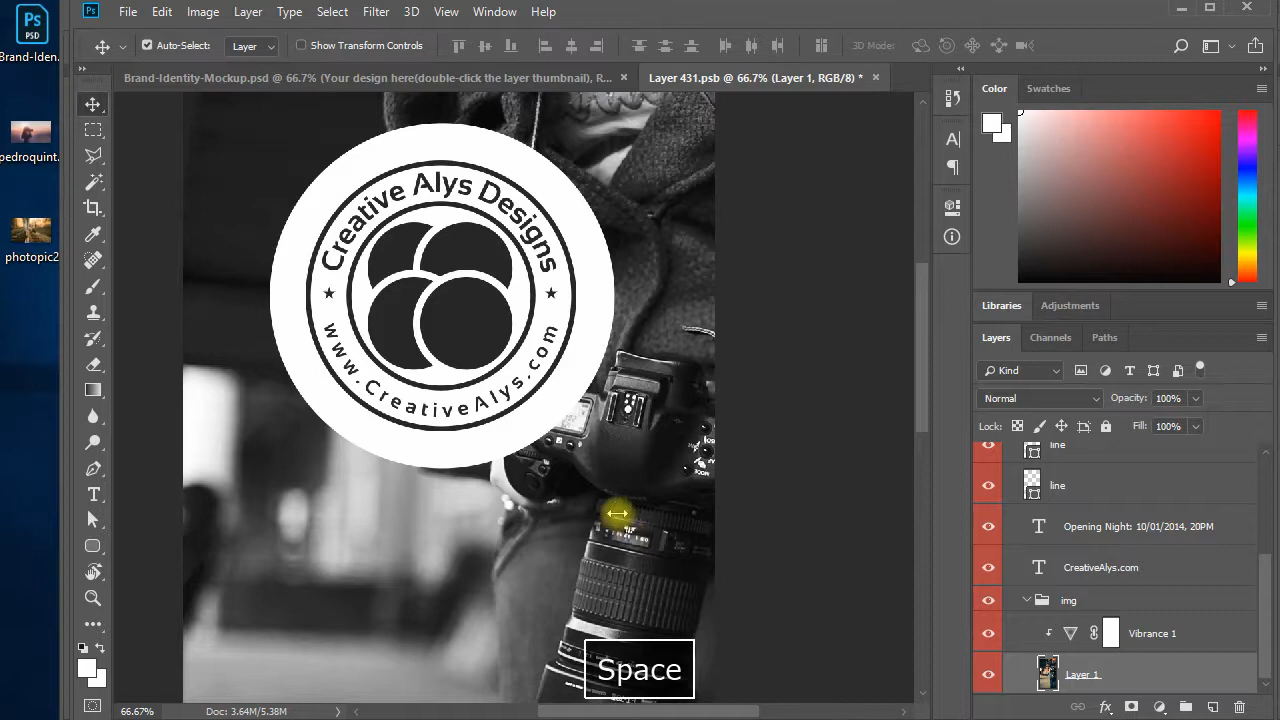 Ps
PSD
Brand-Iden.
pedroquint.
photopic2
Ps File Edit Image Layer Type Select Filter 3D View Window Help
Auto-Select: Layer Show Transform Controls 3D Mode:
Brand-Identity-Mockup.psd @ 66.7% (Your design here(double-click the layer thumbnail), R... × Layer 431.psb @ 66.7% (Layer 1, RGB/8) * ×
Creative Alys Designs
★ ★
www.CreativeAlys.com
Space
66.67% Doc: 3.64M/5.38M
Color Swatches
Libraries Adjustments
Layers Channels Paths
Kind
Normal Opacity: 100%
Lock: Fill: 100%
line
line
T Opening Night: 10/01/2014, 20PM
T CreativeAlys.com
img
Vibrance 1
Layer 1